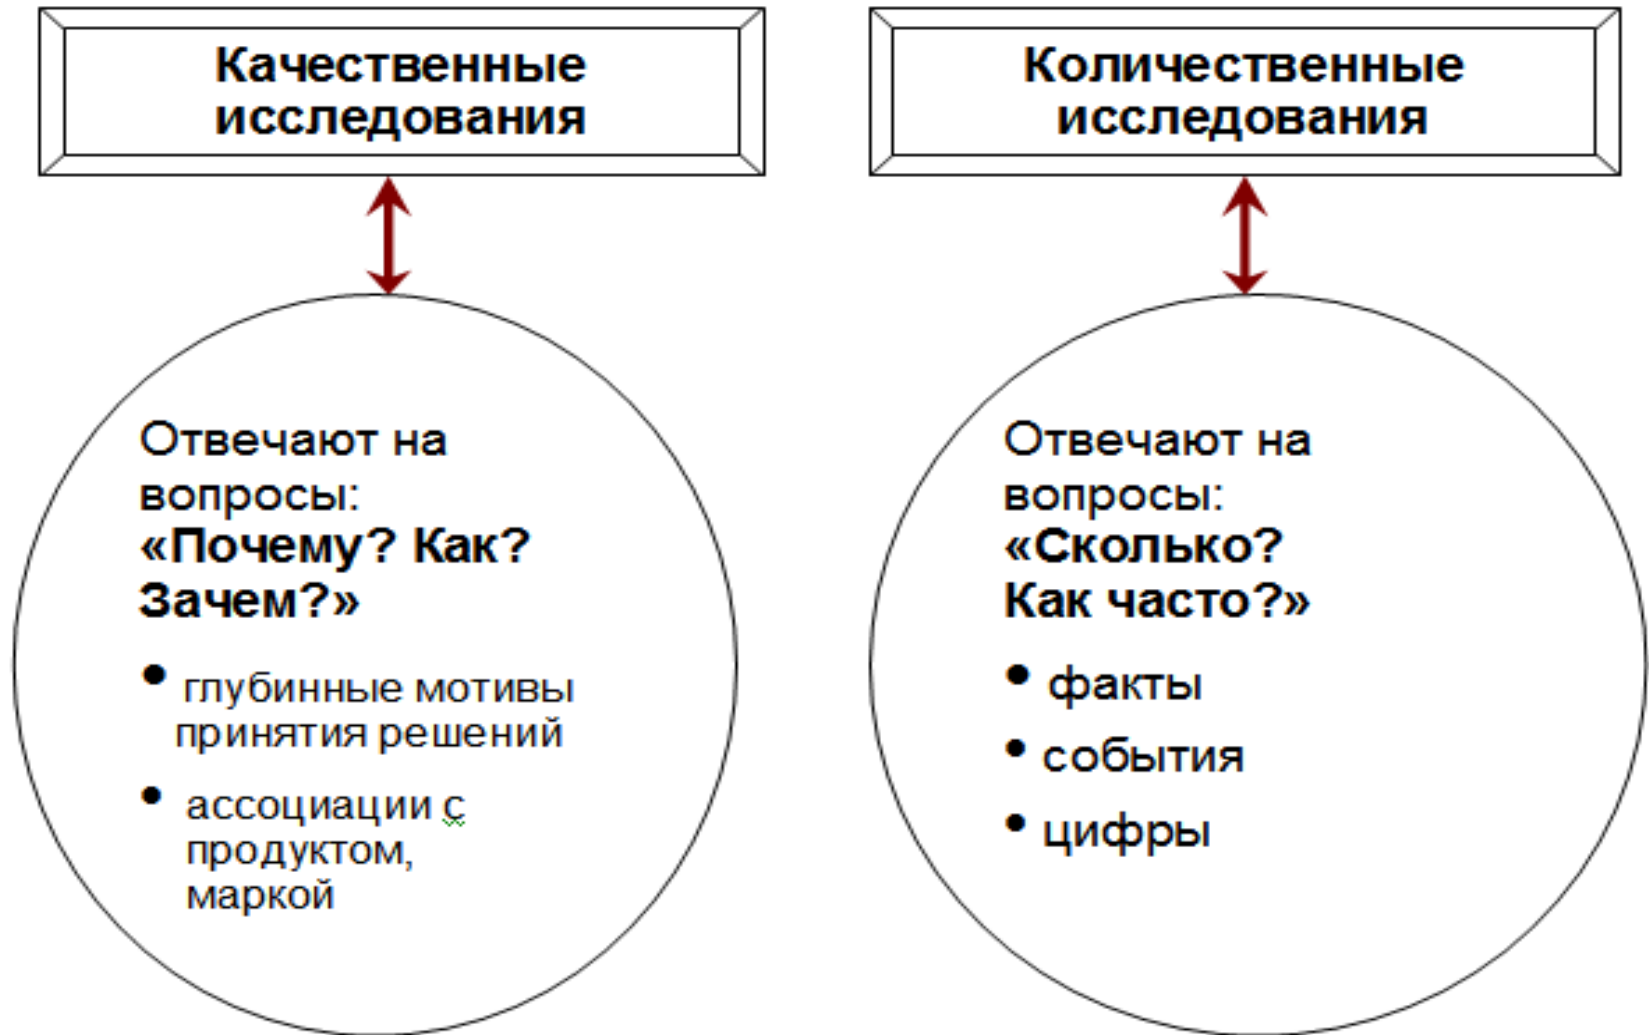 Качественные
исследования
Отвечают на
вопросы:
«Почему? Как?
Зачем?»
• глубинные мотивы
принятия решений
• ассоциации с
продуктом,
маркой
Количественные
исследования
Отвечают на
вопросы:
«Сколько?
Как часто?»
• факты
• события
• цифры